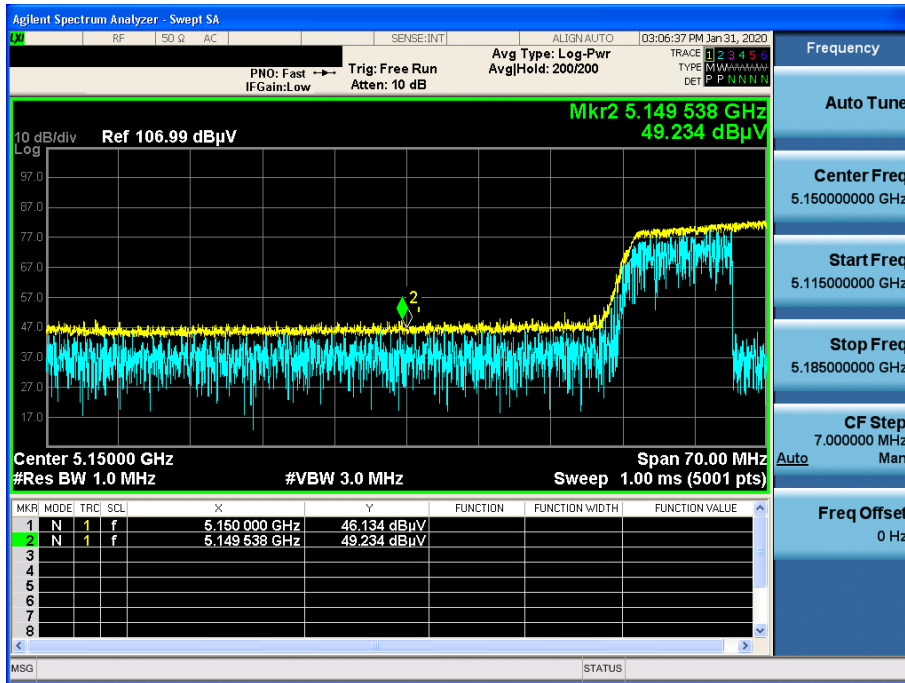 Agilent Spectrum Analyzer - Swept SA
LXI RF 50 Ω AC SENSE:INT ALIGN AUTO 03:06:37 PM Jan 31, 2020
PNO: Fast Trig: Free Run Avg Type: Log-Pwr TRACE 1 2 3 4 5 6
IFGain:Low Atten: 10 dB Avg|Hold: 200/200 TYPE M W
DET P P N N N N
Mkr2 5.149 538 GHz
49.234 dBµV
10 dB/div Ref 106.99 dBµV
Log
97.0
87.0
77.0
67.0
57.0
2
47.0
37.0
27.0
17.0
Center 5.15000 GHz Span 70.00 MHz
#Res BW 1.0 MHz #VBW 3.0 MHz Sweep 1.00 ms (5001 pts)
MKR MODE TRC SCL X Y FUNCTION FUNCTION WIDTH FUNCTION VALUE
1 N 1 f 5.150 000 GHz 46.134 dBµV
2 N 1 f 5.149 538 GHz 49.234 dBµV
3
4
5
6
7
8
MSG STATUS
Frequency
Auto Tune
Center Freq
5.150000000 GHz
Start Freq
5.115000000 GHz
Stop Freq
5.185000000 GHz
CF Step
7.000000 MHz
Auto Man
Freq Offset
0 Hz